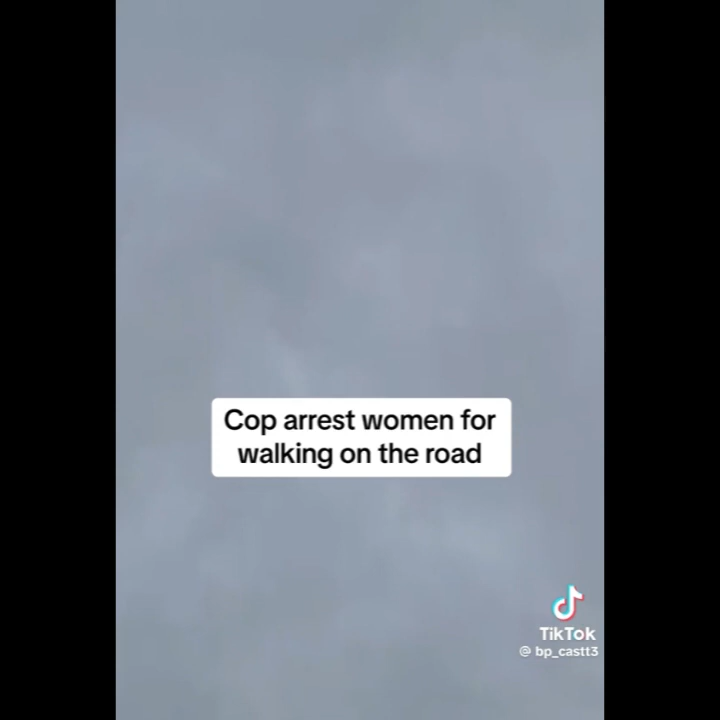 Cop arrest women for
walking on the road
TikTok
@ bp_castt3